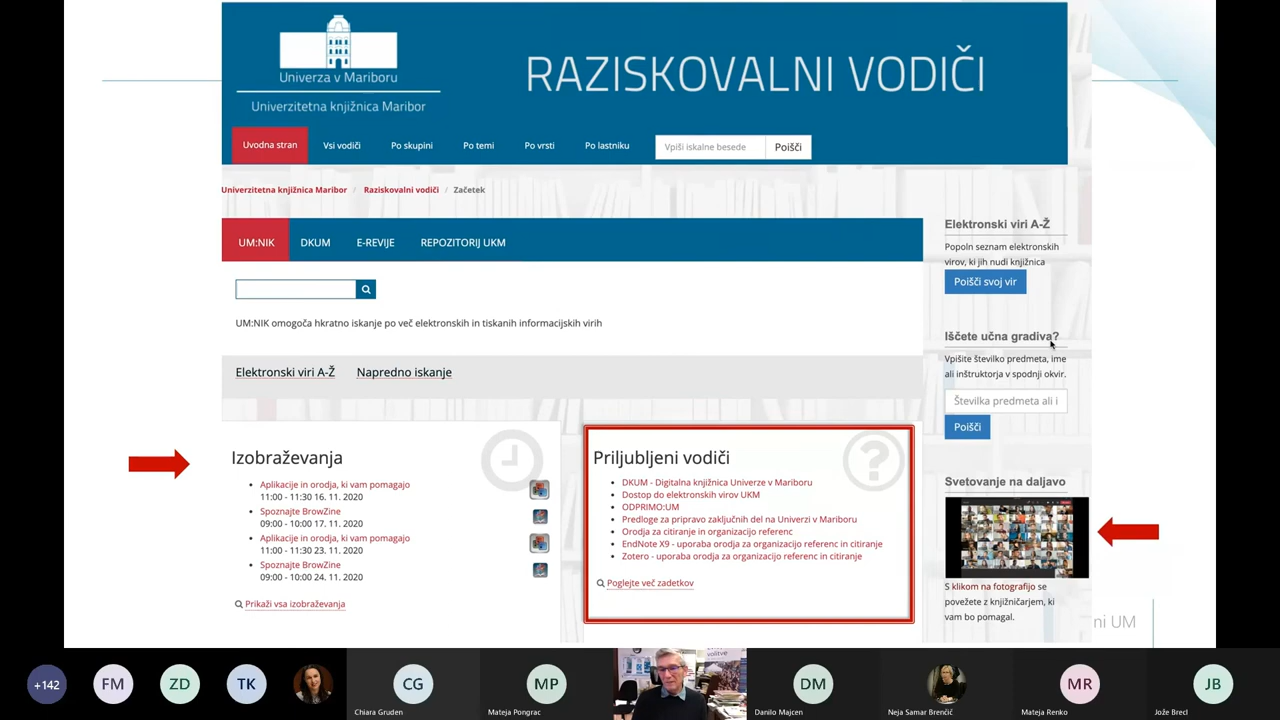 Univerza v Mariboru
Univerzitetna knjižnica Maribor
RAZISKOVALNI VODIČI
Uvodna stran
Vsi vodiči
Po skupini
Po temi
Po vrsti
Po lastniku
Vpiši iskalne besede
Poišči
Univerzitetna knjižnica Maribor / Raziskovalni vodiči / Začetek
UM:NIK
DKUM
E-REVIJE
REPOZITORIJ UKM
UM:NIK omogoča hkratno iskanje po več elektronskih in tiskanih informacijskih virih
Elektronski viri A-Ž
Napredno iskanje
Izobraževanja
Aplikacije in orodja, ki vam pomagajo
11:00 - 11:30 16. 11. 2020
Spoznajte BrowZine
09:00 - 10:00 17. 11. 2020
Aplikacije in orodja, ki vam pomagajo
11:00 - 11:30 23. 11. 2020
Spoznajte BrowZine
09:00 - 10:00 24. 11. 2020
Prikaži vsa izobraževanja
Priljubljeni vodiči
DKUM - Digitalna knjižnica Univerze v Mariboru
Dostop do elektronskih virov UKM
ODPRIMO:UM
Predloge za pripravo zaključnih del na Univerzi v Mariboru
Orodja za citiranje in organizacijo referenc
EndNote X9 - uporaba orodja za organizacijo referenc in citiranje
Zotero - uporaba orodja za organizacijo referenc in citiranje
Poglejte več zadetkov
Elektronski viri A-Ž
Popoln seznam elektronskih
virov, ki jih nudi knjižnica
Poišči svoj vir
Iščete učna gradiva?
Vpišite številko predmeta, ime
ali inštruktorja v spodnji okvir.
Številka predmeta ali i
Poišči
Svetovanje na daljavo
S klikom na fotografijo se
povežete z knjižničarjem, ki
vam bo pomagal.
ni UM
+142
FM
ZD
TK
CG
Chiara Gruden
MP
Mateja Pongrac
volitve
DM
Danilo Majcen
Neja Samar Brenčič
MR
Mateja Renko
JB
Jože Brecl